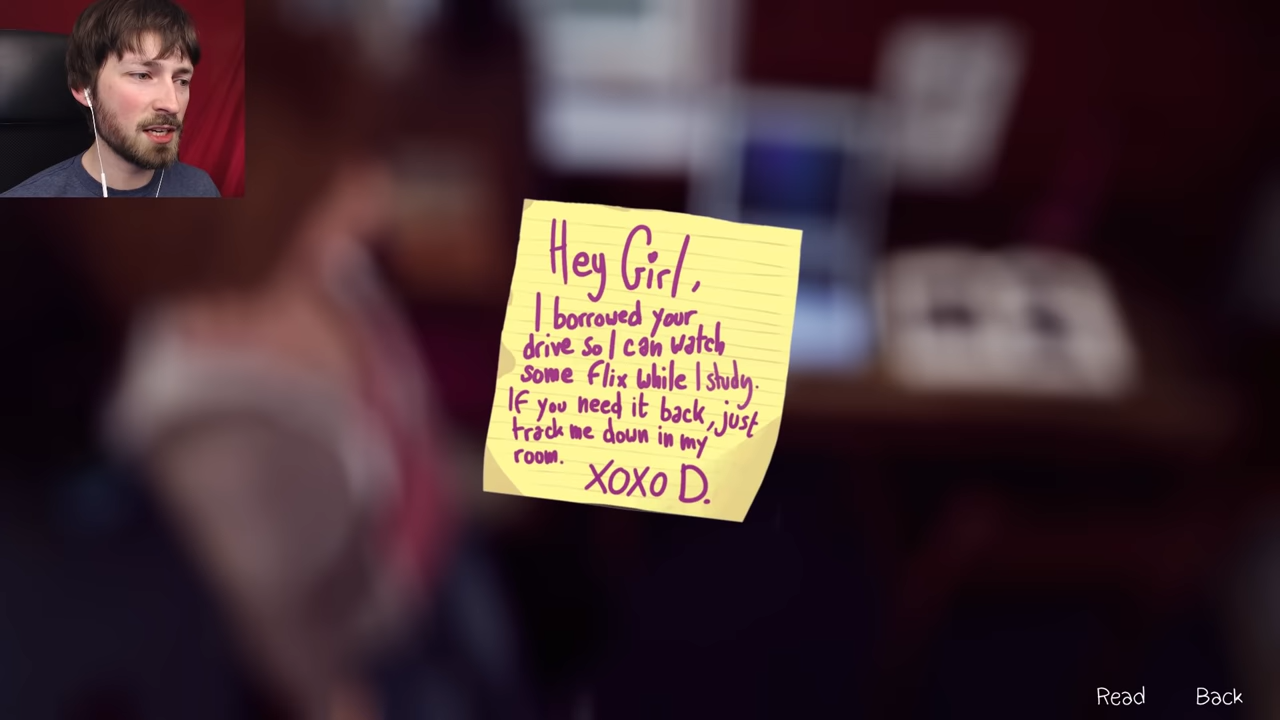 Hey Girl,
I borrowed your
drive so I can watch
some Flix while I study.
If you need it back, just
track me down in my
room.
XOXO D.
Read Back